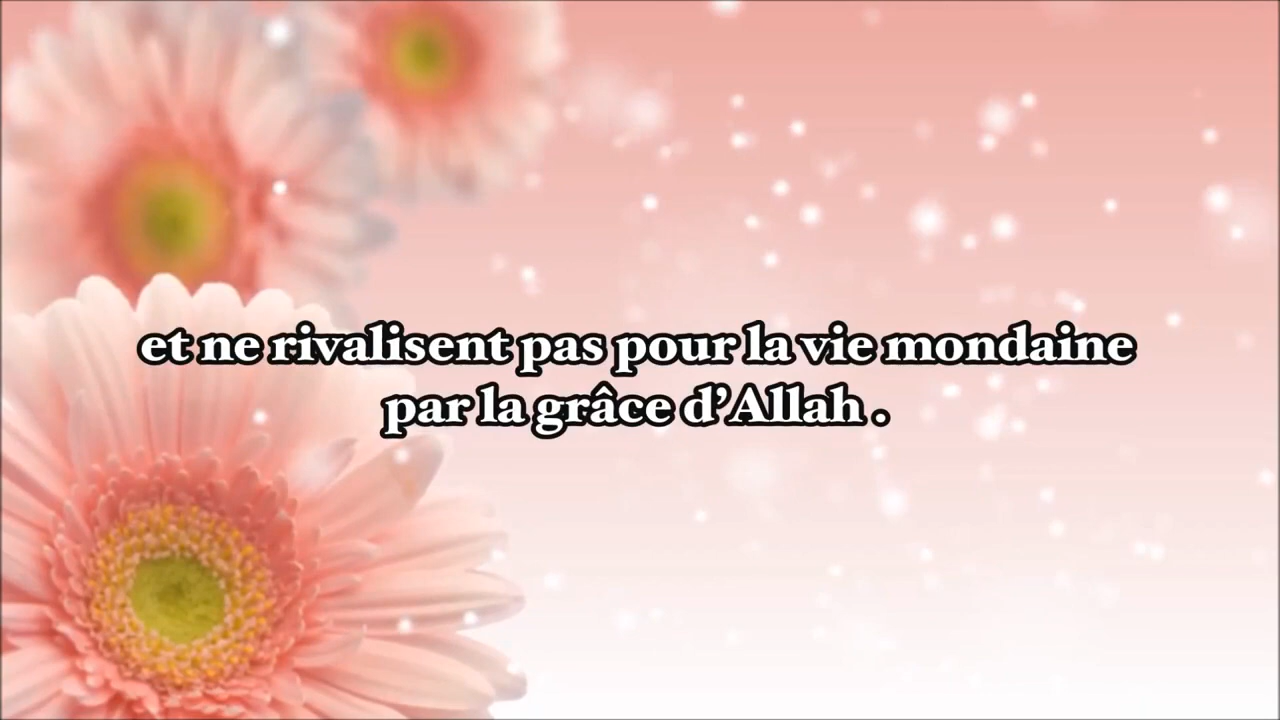 et ne rivalisent pas pour la vie mondaine
par la grâce d’Allah .